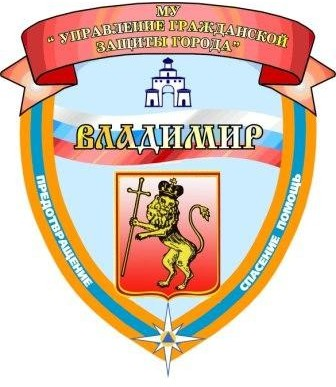 МУ
“ УПРАВЛЕНИЕ ГРАЖДАНСКОЙ
ЗАЩИТЫ ГОРОДА”
ВЛАДИМИР
ПРЕДОТВРАЩЕНИЕ
СПАСЕНИЕ ПОМОЩЬ